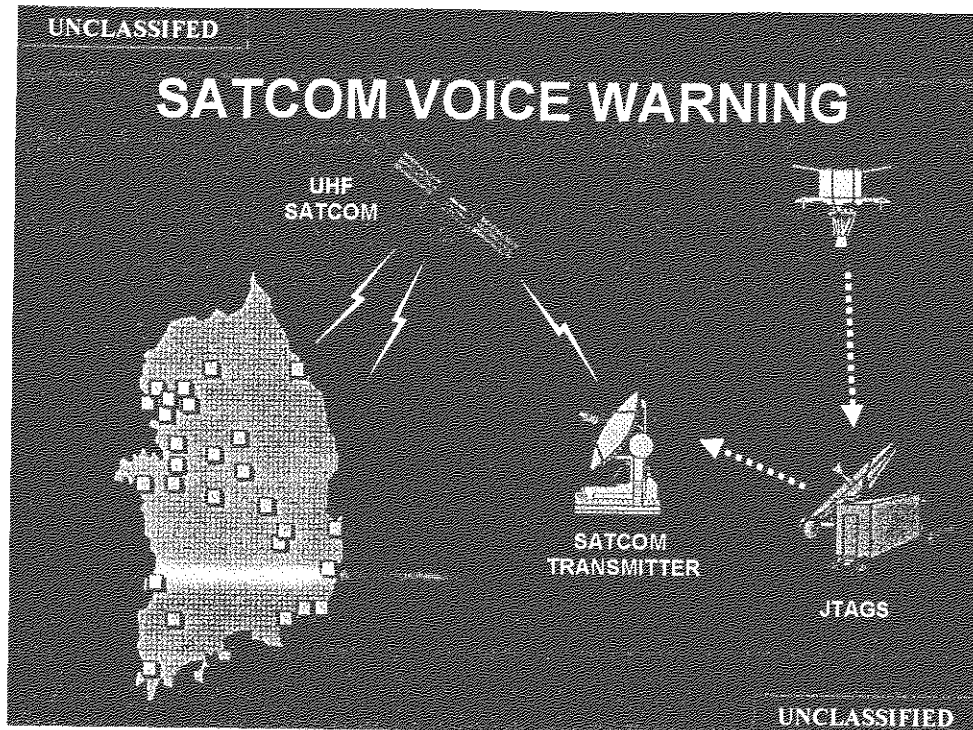 UNCLASSIFED
SATCOM VOICE WARNING
UHF
SATCOM
SATCOM
TRANSMITTER
JTAGS
UNCLASSIFIED